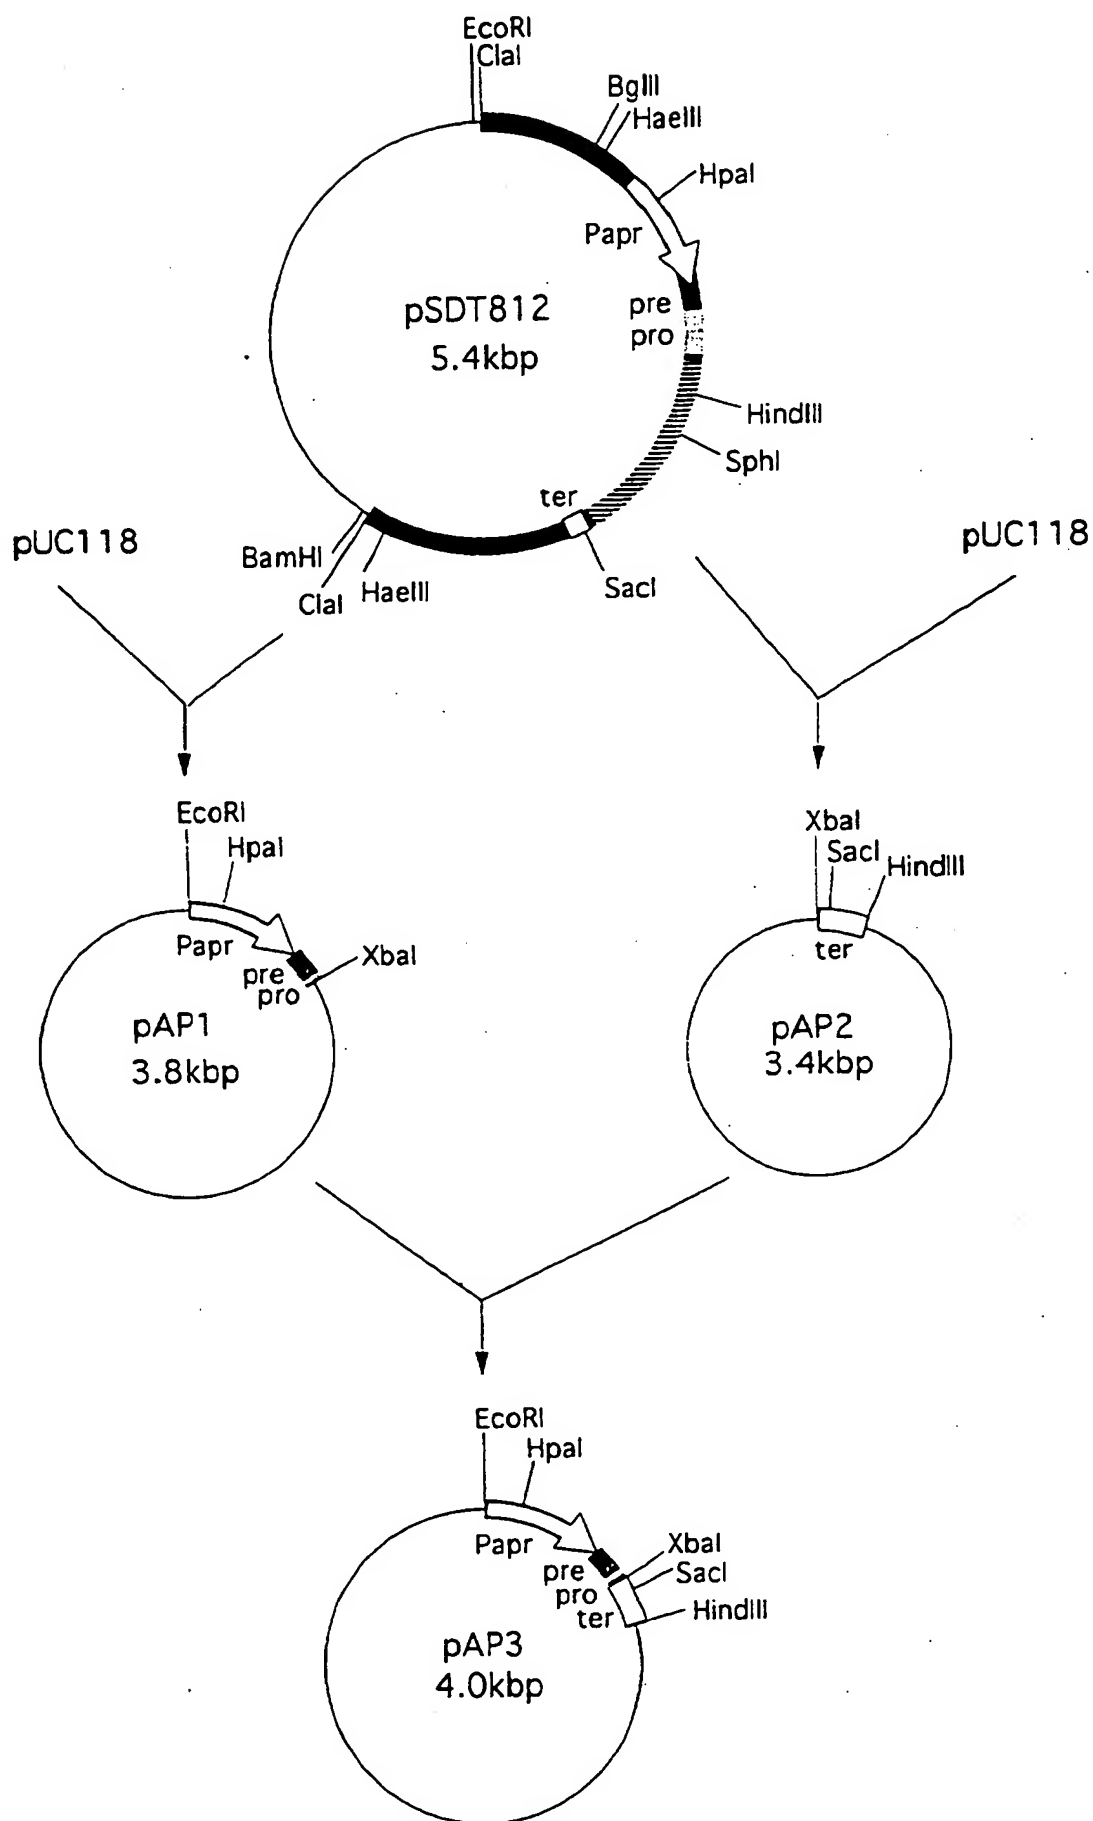 EcoRI
ClaI
BglII
HaeIII
HpaI
Papr
pSDT812
5.4kbp
pre
pro
HindIII
SphI
ter
SacI
BamHI
ClaI
HaeIII
pUC118
pUC118
EcoRI
HpaI
Papr
pre
pro
XbaI
pAP1
3.8kbp
XbaI
SacI
HindIII
ter
pAP2
3.4kbp
EcoRI
HpaI
Papr
pre
pro
ter
XbaI
SacI
HindIII
pAP3
4.0kbp